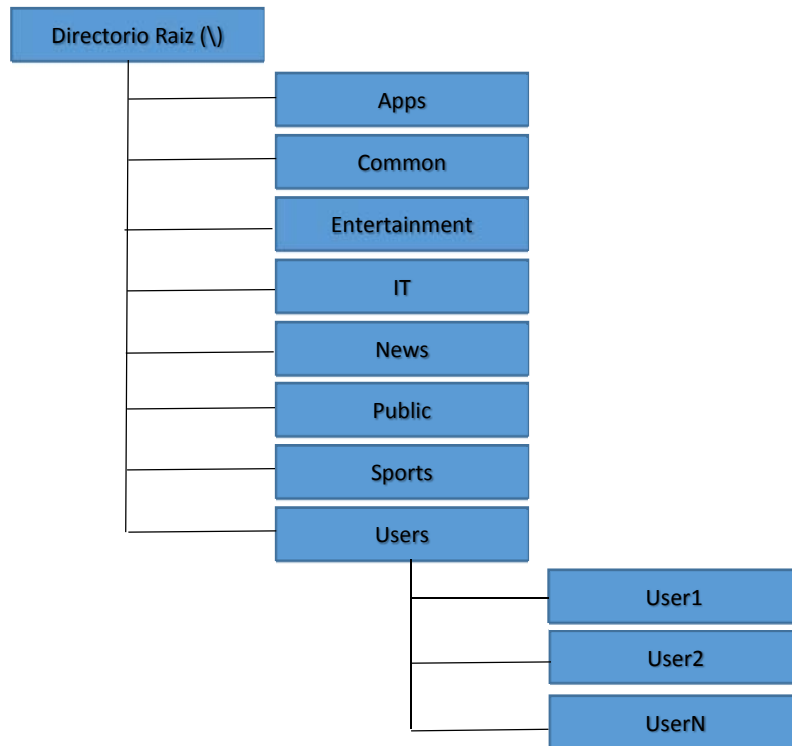 Directorio Raiz (\)
Apps
Common
Entertainment
IT
News
Public
Sports
Users
User1
User2
UserN